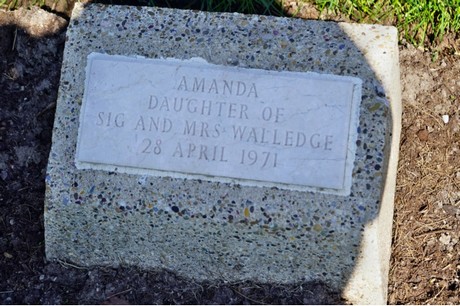 AMANDA
DAUGHTER OF
SIG AND MRS WALLEDGE
28 APRIL 1971